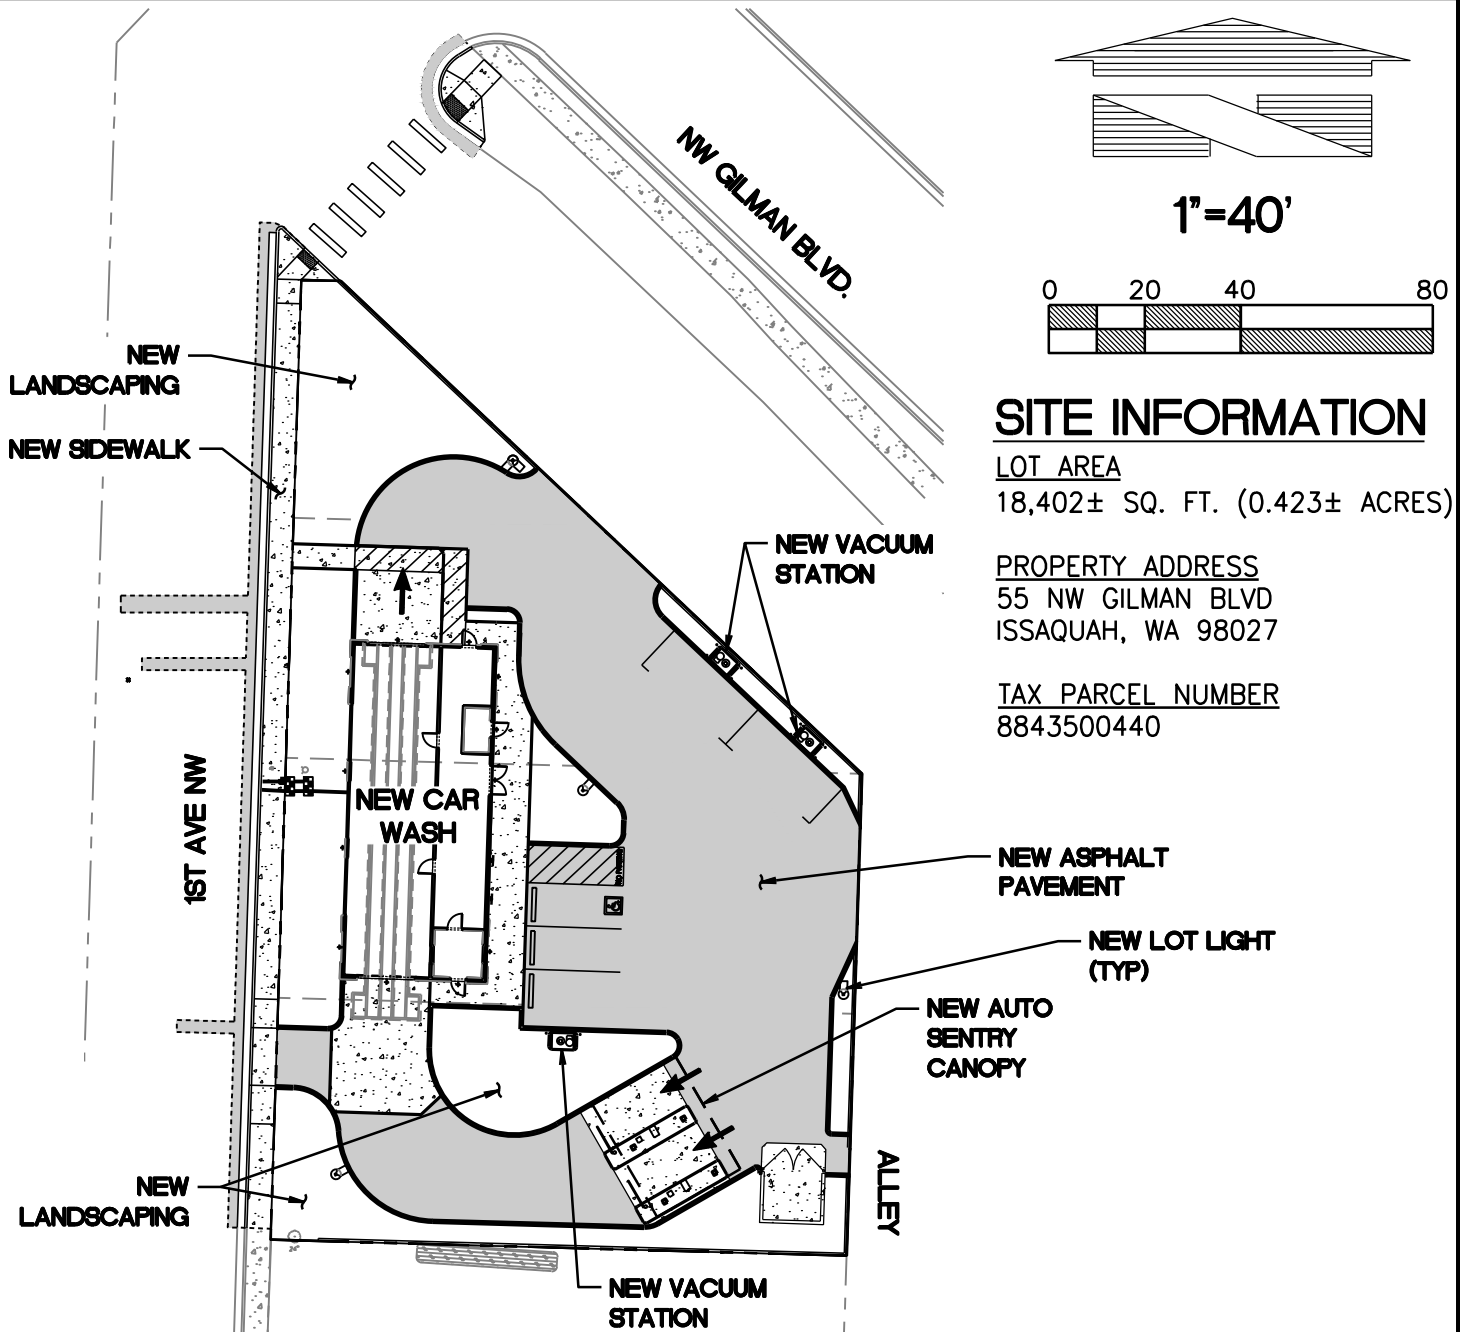 NW GILMAN BLVD.
1"=40'
0 20 40 80
SITE INFORMATION
LOT AREA
18,402± SQ. FT. (0.423± ACRES)
PROPERTY ADDRESS
55 NW GILMAN BLVD
ISSAQUAH, WA 98027
TAX PARCEL NUMBER
8843500440
NEW
LANDSCAPING
NEW SIDEWALK
NEW VACUUM
STATION
1ST AVE NW
NEW CAR
WASH
NEW ASPHALT
PAVEMENT
NEW LOT LIGHT
(TYP)
NEW AUTO
SENTRY
CANOPY
ALLEY
NEW
LANDSCAPING
NEW VACUUM
STATION